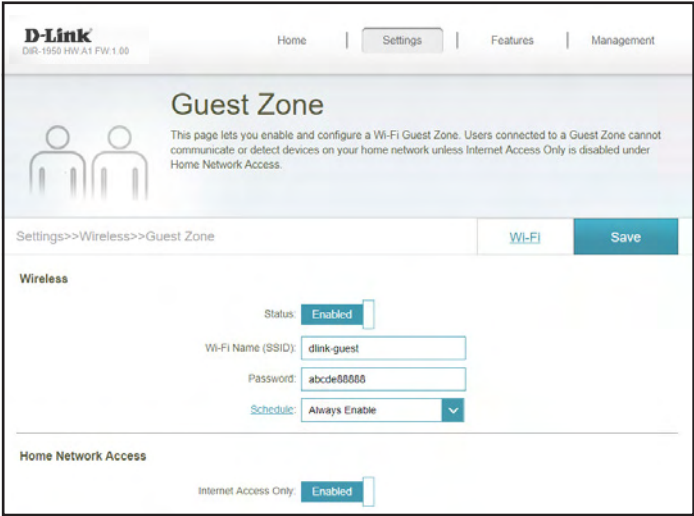 D-Link
DIR-1950 HW:A1 FW:1.00
Home | Settings | Features | Management
Guest Zone
This page lets you enable and configure a Wi-Fi Guest Zone. Users connected to a Guest Zone cannot
communicate or detect devices on your home network unless Internet Access Only is disabled under
Home Network Access.
Settings>>Wireless>>Guest Zone
Wi-Fi
Save
Wireless
Status: Enabled
Wi-Fi Name (SSID): dlink-guest
Password: abcde88888
Schedule: Always Enable
Home Network Access
Internet Access Only: Enabled